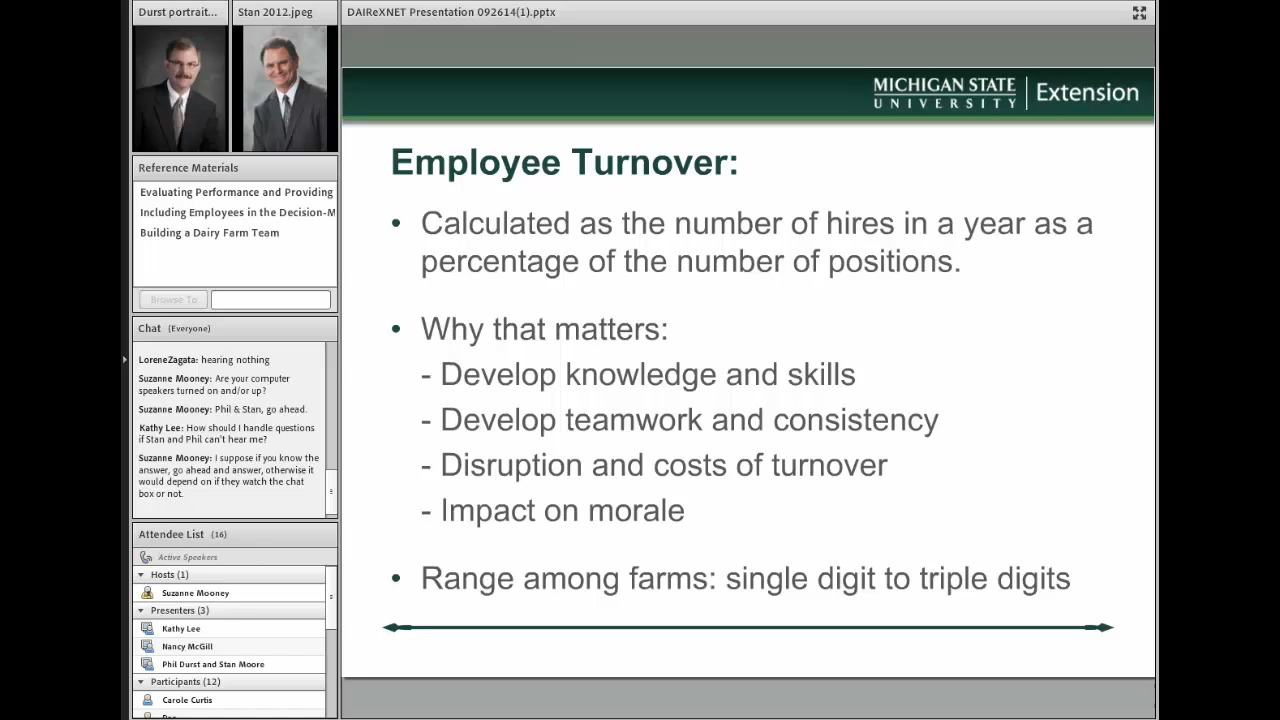 Durst portrait...
Stan 2012.jpeg
DAIReXNET Presentation 092614(1).pptx
Reference Materials
Evaluating Performance and Providing
Including Employees in the Decision-M
Building a Dairy Farm Team
Browse To
Chat (Everyone)
LoreneZagata: hearing nothing
Suzanne Mooney: Are your computer
speakers turned on and/or up?
Suzanne Mooney: Phil & Stan, go ahead.
Kathy Lee: How should I handle questions
if Stan and Phil can't hear me?
Suzanne Mooney: I suppose if you know the
answer, go ahead and answer, otherwise it
would depend on if they watch the chat
box or not.
Attendee List (16)
Active Speakers
Hosts (1)
Suzanne Mooney
Presenters (3)
Kathy Lee
Nancy McGill
Phil Durst and Stan Moore
Participants (12)
Carole Curtis
MICHIGAN STATE
UNIVERSITY
Extension
Employee Turnover:
• Calculated as the number of hires in a year as a
percentage of the number of positions.
• Why that matters:
- Develop knowledge and skills
- Develop teamwork and consistency
- Disruption and costs of turnover
- Impact on morale
• Range among farms: single digit to triple digits